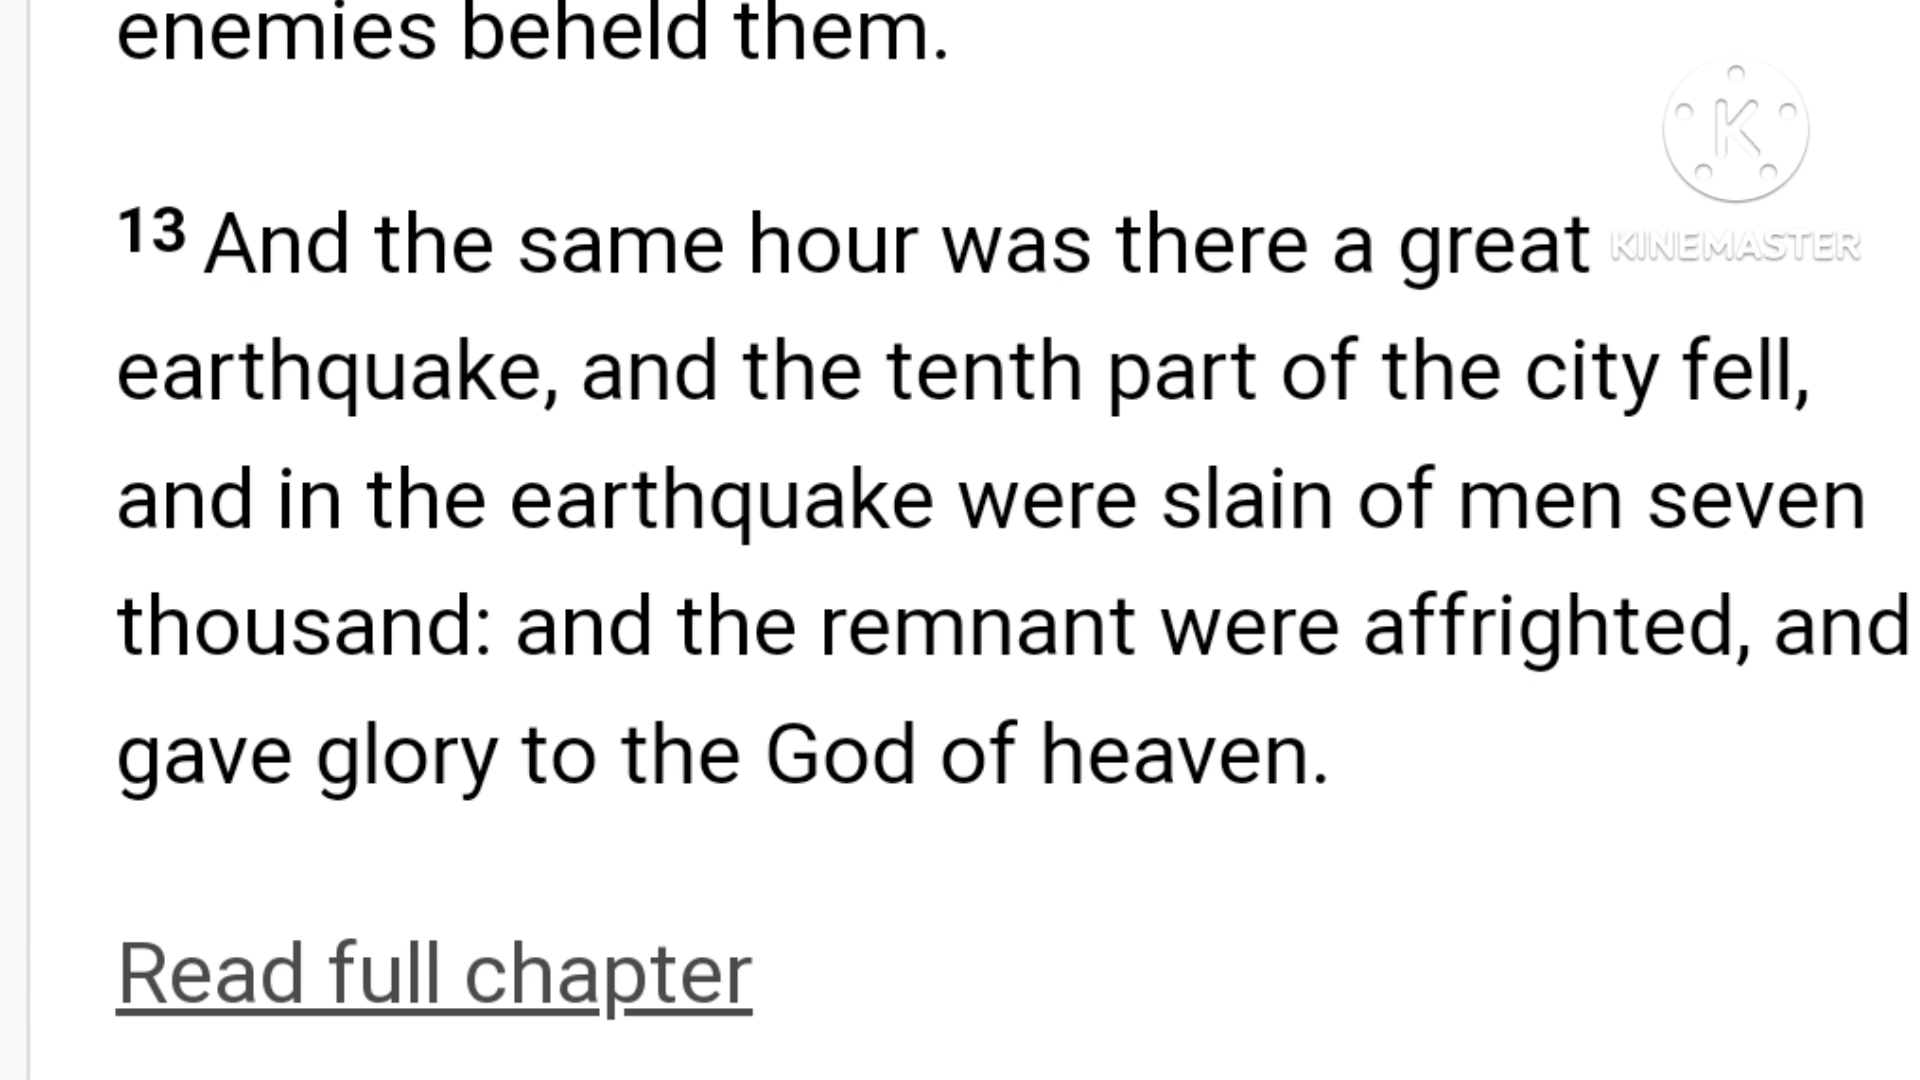 enemies beheld them.
13 And the same hour was there a great
earthquake, and the tenth part of the city fell,
and in the earthquake were slain of men seven
thousand: and the remnant were affrighted, and
gave glory to the God of heaven.
Read full chapter
K
KINEMASTER